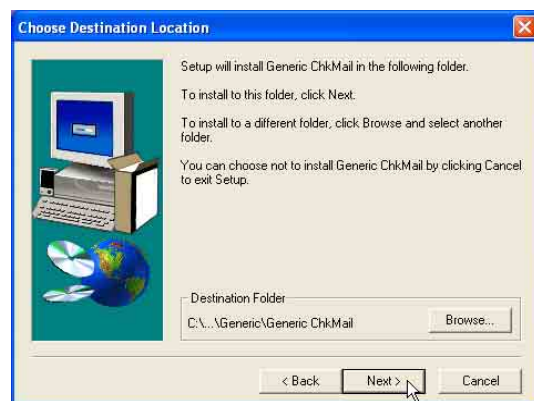 Choose Destination Location
Setup will install Generic ChkMail in the following folder.
To install to this folder, click Next.
To install to a different folder, click Browse and select another
folder.
You can choose not to install Generic ChkMail by clicking Cancel
to exit Setup.
Destination Folder
C:\...\Generic\Generic ChkMail
Browse...
< Back
Next >
Cancel